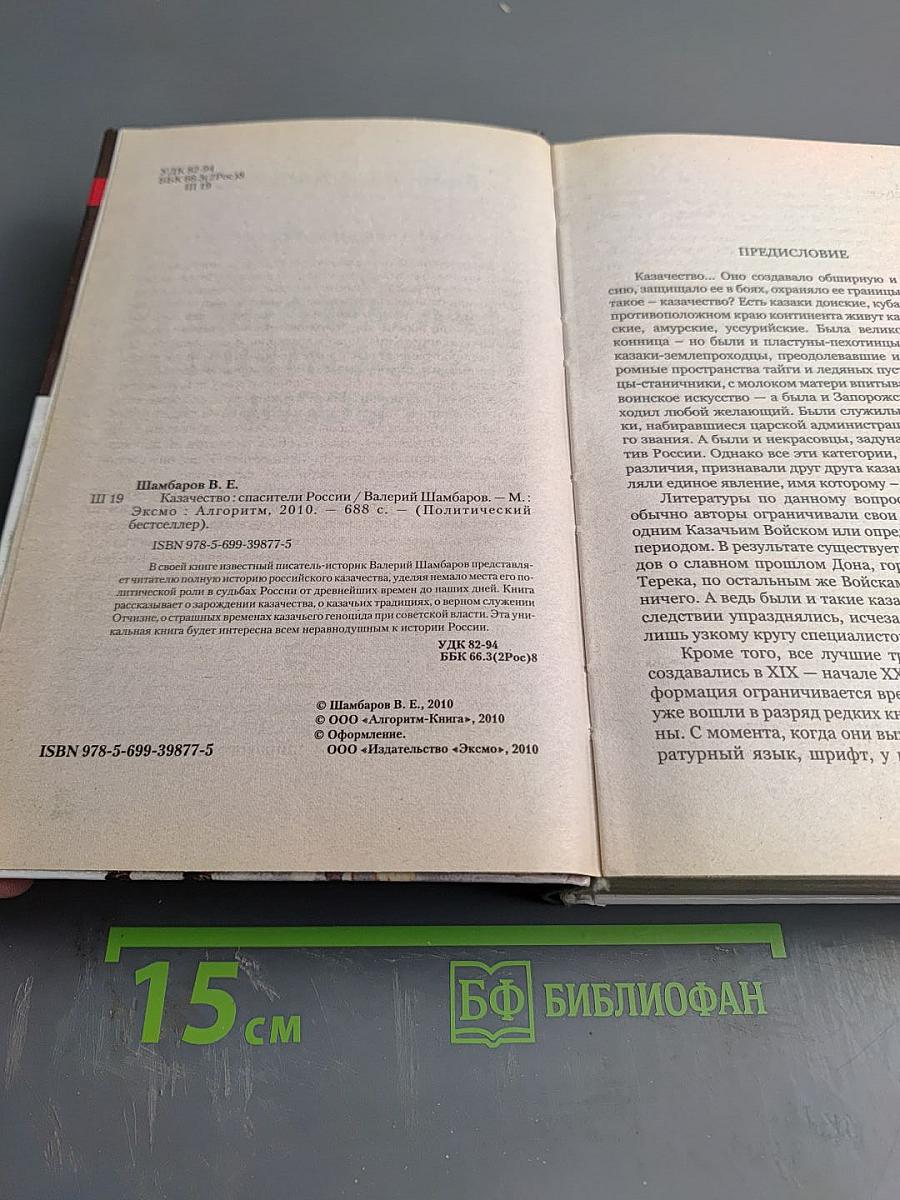 УДК 82-94
ББК 66.3(2Рос)8
Ш 19
Шамбаров В. Е.
Ш 19 Казачество : спасители России / Валерий Шамбаров. — М. :
Эксмо : Алгоритм, 2010. — 688 с. — (Политический
бестселлер).
ISBN 978-5-699-39877-5
В своей книге известный писатель-историк Валерий Шамбаров представля-
ет читателю полную историю российского казачества, уделяя немало места его по-
литической роли в судьбах России от древнейших времен до наших дней. Книга
рассказывает о зарождении казачества, о казачьих традициях, о верном служении
Отчизне, о страшных временах казачьего геноцида при советской власти. Эта уни-
кальная книга будет интересна всем неравнодушным к истории России.
УДК 82-94
ББК 66.3(2Рос)8
© Шамбаров В. Е., 2010
© ООО «Алгоритм-Книга», 2010
© Оформление.
ISBN 978-5-699-39877-5 ООО «Издательство «Эксмо», 2010
ПРЕДИСЛОВИЕ
Казачество... Оно создавало обширную и
сию, защищало ее в боях, охраняло ее границы
такое — казачество? Есть казаки донские, куба
противоположном краю континента живут ка
ские, амурские, уссурийские. Была велико
конница — но были и пластуны-пехотинцы
казаки-землепроходцы, преодолевавшие и
ромные пространства тайги и ледяных пуст
цы-станичники, с молоком матери впитыва
воинское искусство — а была и Запорожс
ходил любой желающий. Были служилы
ки, набиравшиеся царской администрац
го звания. А были и некрасовцы, задуна
тив России. Однако все эти категории,
различия, признавали друг друга казак
ляли единое явление, имя которому —
Литературы по данному вопрос
обычно авторы ограничивали свои
одним Казачьим Войском или опре
периодом. В результате существует
дов о славном прошлом Дона, гор
Терека, по остальным же Войскам
ничего. А ведь были и такие каза
следствии упразднялись, исчеза
лишь узкому кругу специалисто
Кроме того, все лучшие тр
создавались в XIX — начале XX
формация ограничивается вре
уже вошли в разряд редких кн
ны. С момента, когда они вы
ратурный язык, шрифт, у
15 см
БФ БИБЛИОФАН